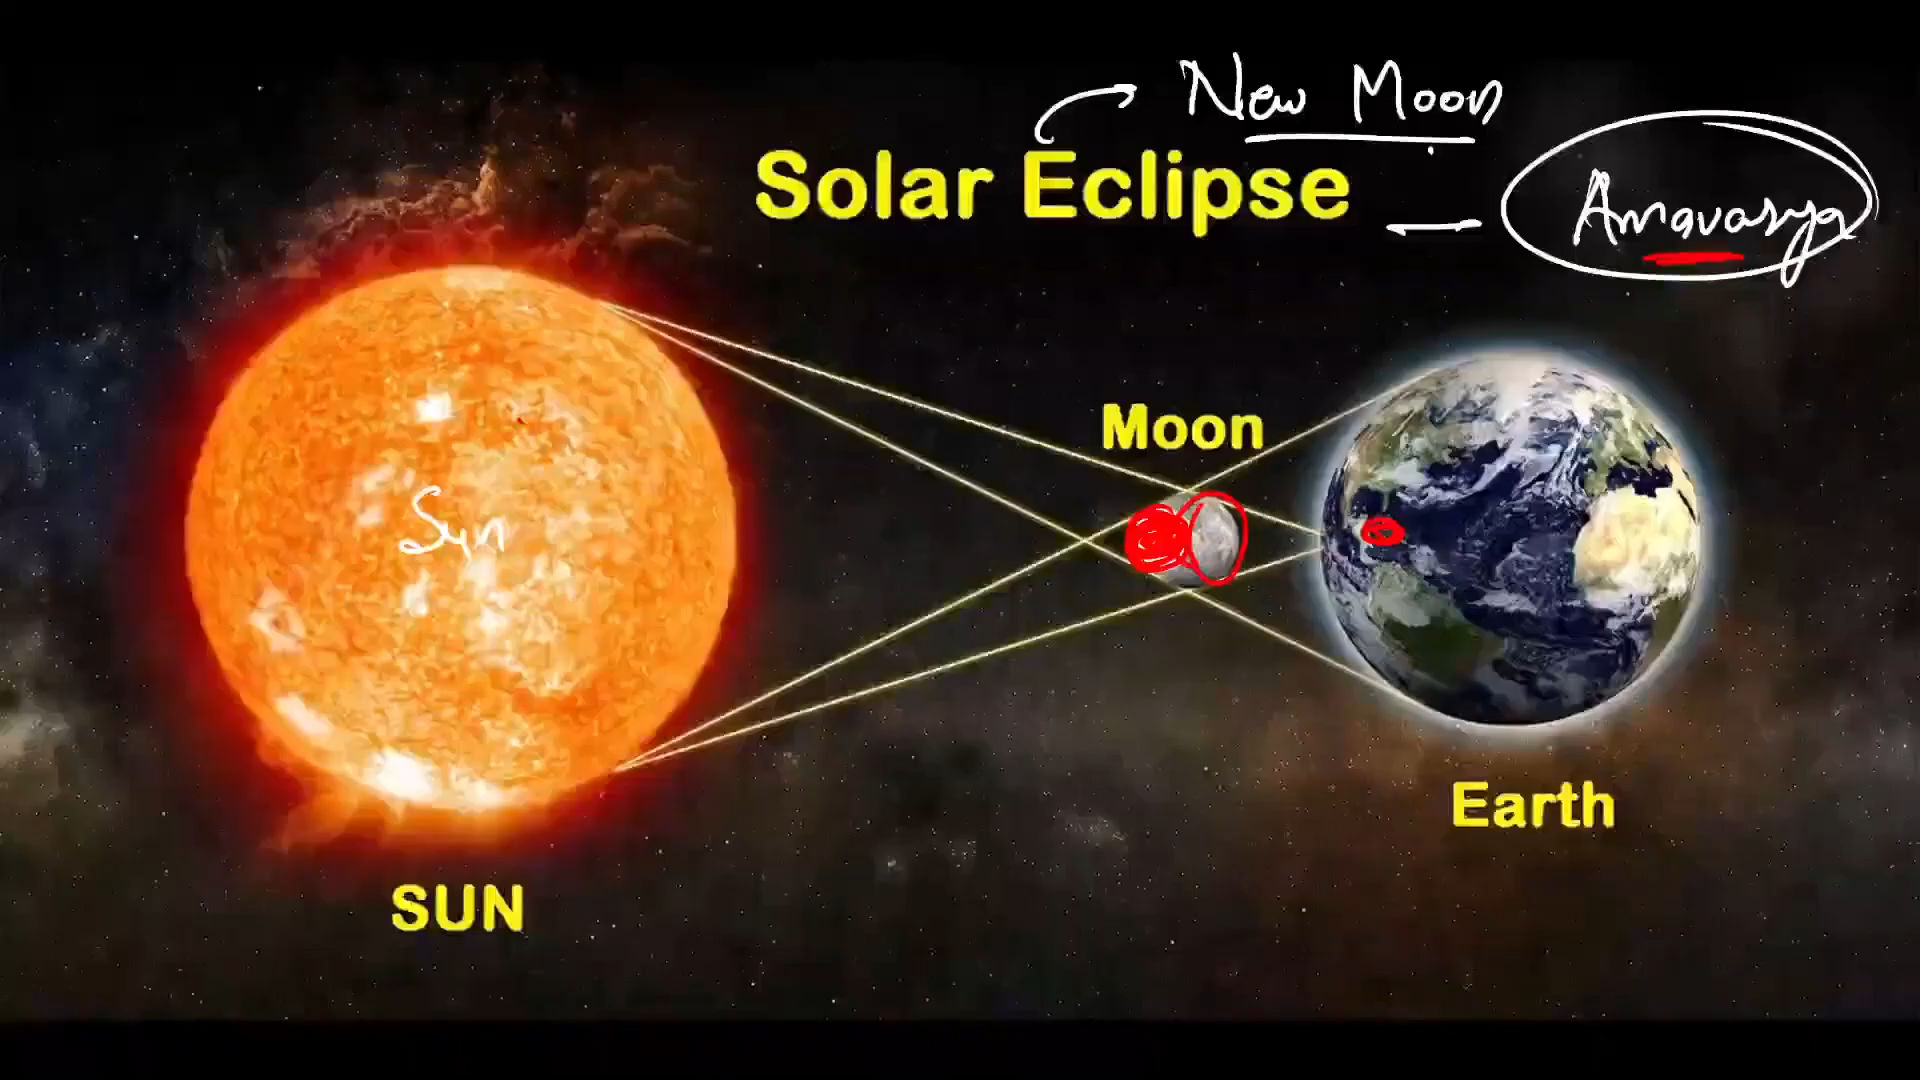 New Moon
Solar Eclipse
Amavasya
Moon
Sun
Earth
SUN